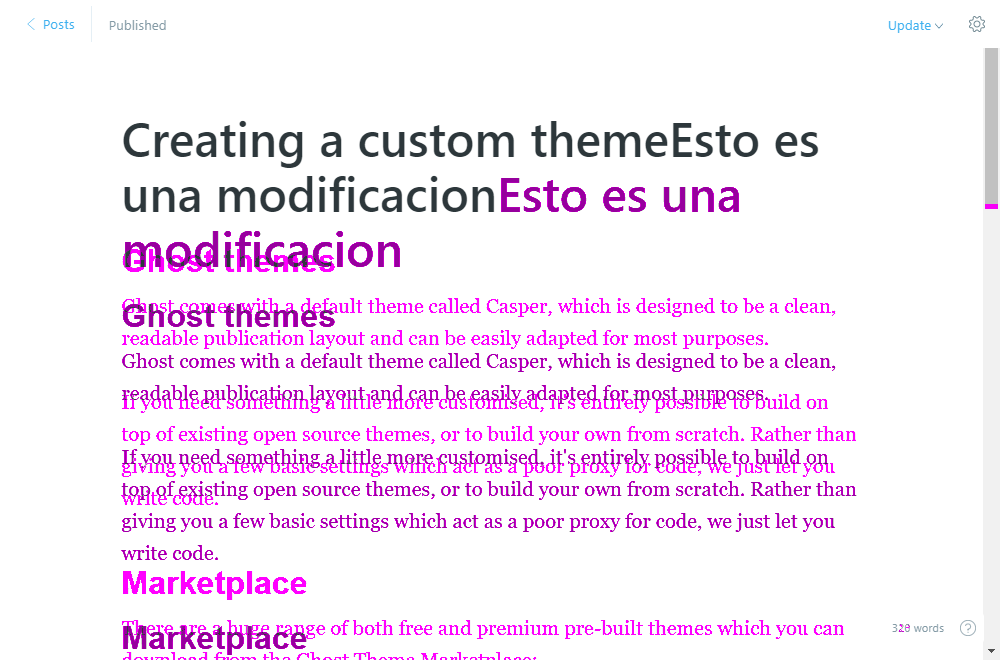 Posts
Published
Update
Creating a custom themeEsto es
una modificacionEsto es una
modificacion
Ghost themes
Ghost comes with a default theme called Casper, which is designed to be a clean,
Ghost themes
readable publication layout and can be easily adapted for most purposes.
Ghost comes with a default theme called Casper, which is designed to be a clean,
readable publication layout and can be easily adapted for most purposes.
If you need something a little more customised, it's entirely possible to build on
top of existing open source themes, or to build your own from scratch. Rather than
If you need something a little more customised, it's entirely possible to build on
giving you a few basic settings which act as a poor proxy for code, we just let you
top of existing open source themes, or to build your own from scratch. Rather than
write code.
giving you a few basic settings which act as a poor proxy for code, we just let you
write code.
Marketplace
There are a huge range of both free and premium pre-built themes which you can
Marketplace
download from the Ghost Theme Marketplace:
words